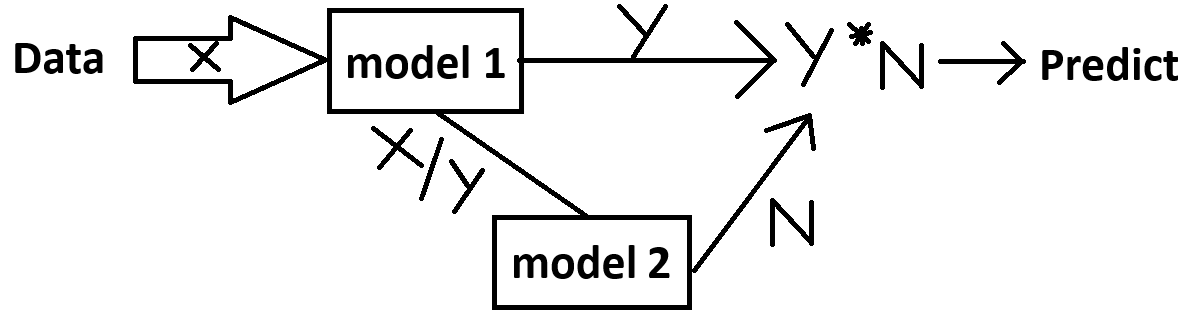 Data X model 1 Y Y*N Predict
X/Y N
model 2